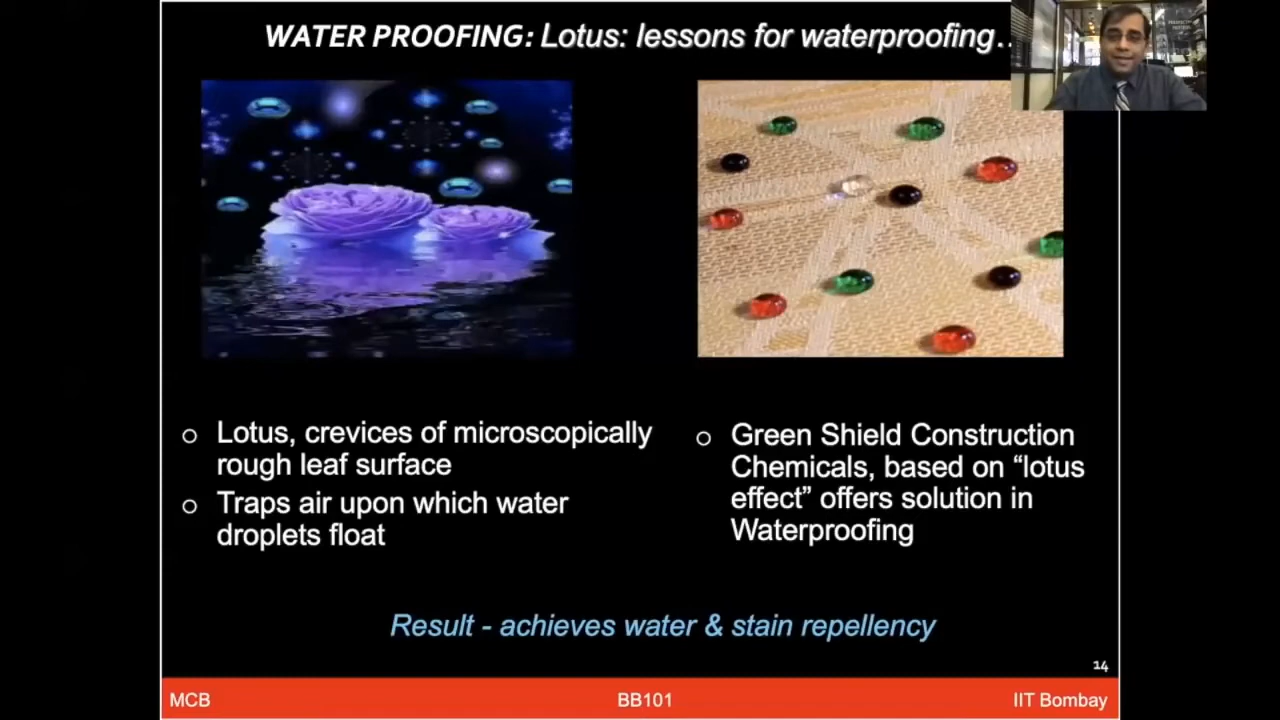 WATER PROOFING: Lotus: lessons for waterproofing..
○ Lotus, crevices of microscopically
rough leaf surface
○ Traps air upon which water
droplets float
○ Green Shield Construction
Chemicals, based on “lotus
effect” offers solution in
Waterproofing
Result - achieves water & stain repellency
14
MCB
BB101
IIT Bombay